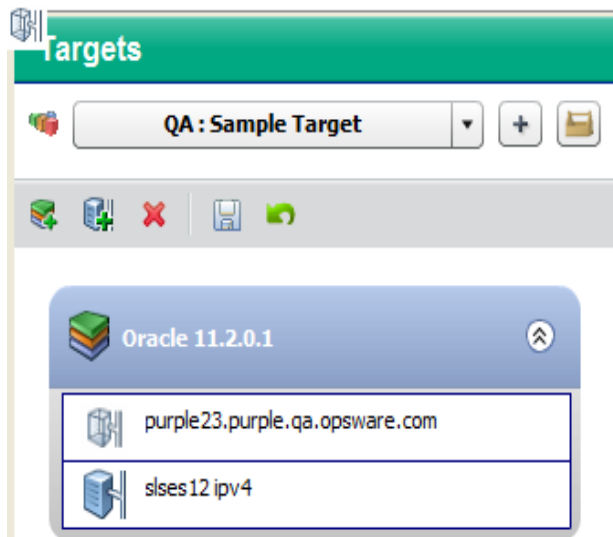 Targets
QA : Sample Target
Oracle 11.2.0.1
purple23.purple.qa.opsware.com
slses12 ipv4